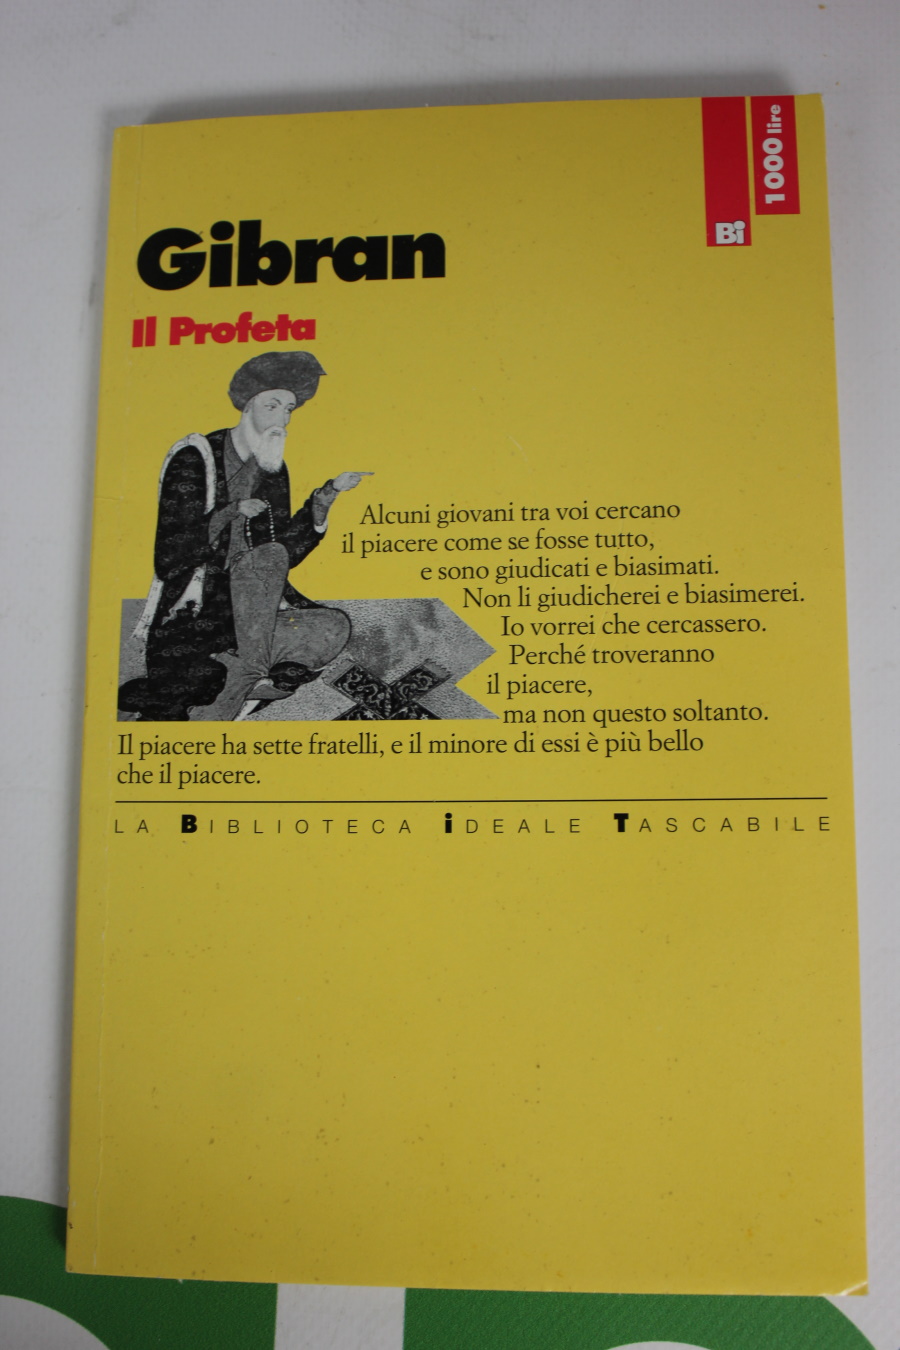 1000 lire
Bi
Gibran
Il Profeta
Alcuni giovani tra voi cercano
il piacere come se fosse tutto,
e sono giudicati e biasimati.
Non li giudicherei e biasimerei.
Io vorrei che cercassero.
Perché troveranno
il piacere,
ma non questo soltanto.
Il piacere ha sette fratelli, e il minore di essi è più bello
che il piacere.
LA BIBLIOTECA iDEALE TASCABILE